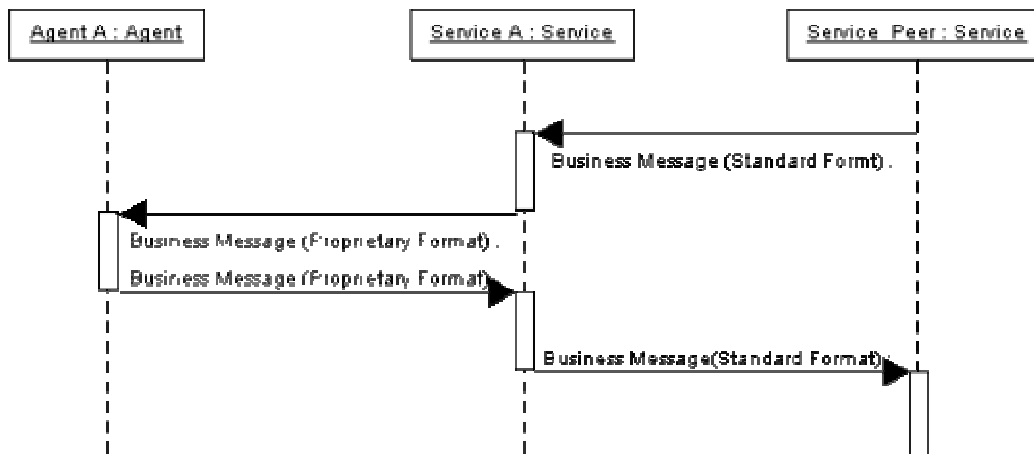 Agent A : Agent
Service A : Service
Service Peer : Service
Business Message (Standard Formt) .
Business Message (Proprietary Format) .
Business Message (Proprietary Format)
Business Message(Standard Format) .